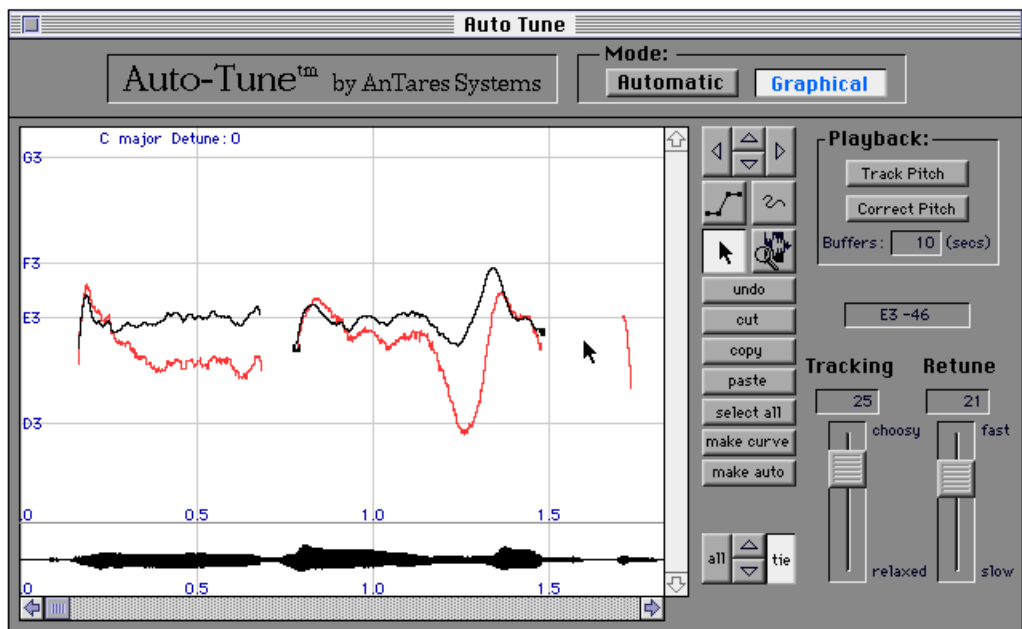 Auto Tune
Auto-Tune™ by AnTares Systems
Mode:
Automatic
Graphical
C major Detune:0
G3
F3
E3
D3
.0 0.5 1.0 1.5
.0 0.5 1.0 1.5
undo
cut
copy
paste
select all
make curve
make auto
all
tie
Playback:
Track Pitch
Correct Pitch
Buffers: 10 (secs)
E3 -46
Tracking Retune
25 21
choosy fast
relaxed slow